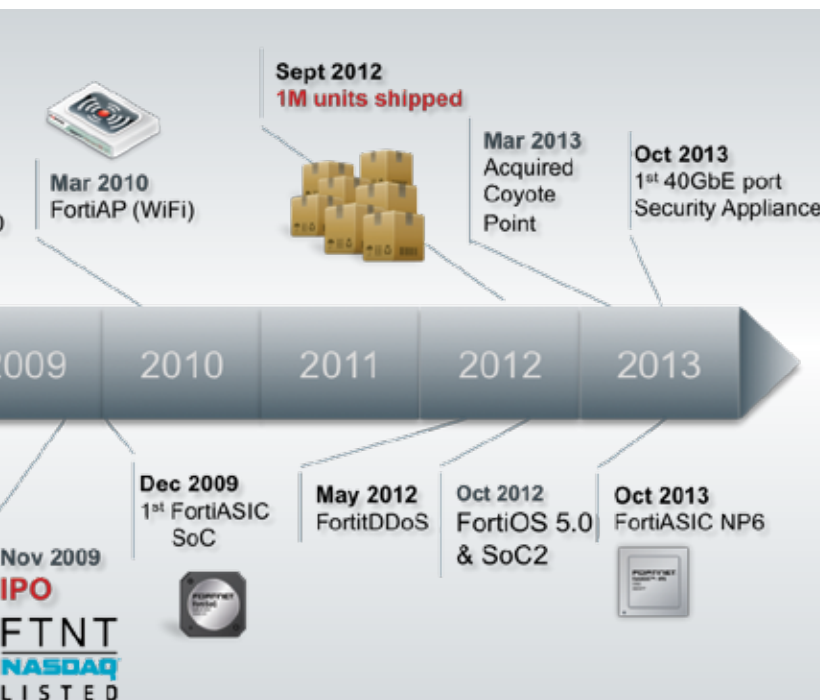 Sept 2012
1M units shipped
Mar 2010
FortiAP (WiFi)
Mar 2013
Acquired
Coyote
Point
Oct 2013
1st 40GbE port
Security Appliance
2009
2010
2011
2012
2013
Dec 2009
1st FortiASIC
SoC
May 2012
FortitDDoS
Oct 2012
FortiOS 5.0
& SoC2
Oct 2013
FortiASIC NP6
Nov 2009
IPO
FTNT
NASDAQ
LISTED
FORTINET
FORTINET